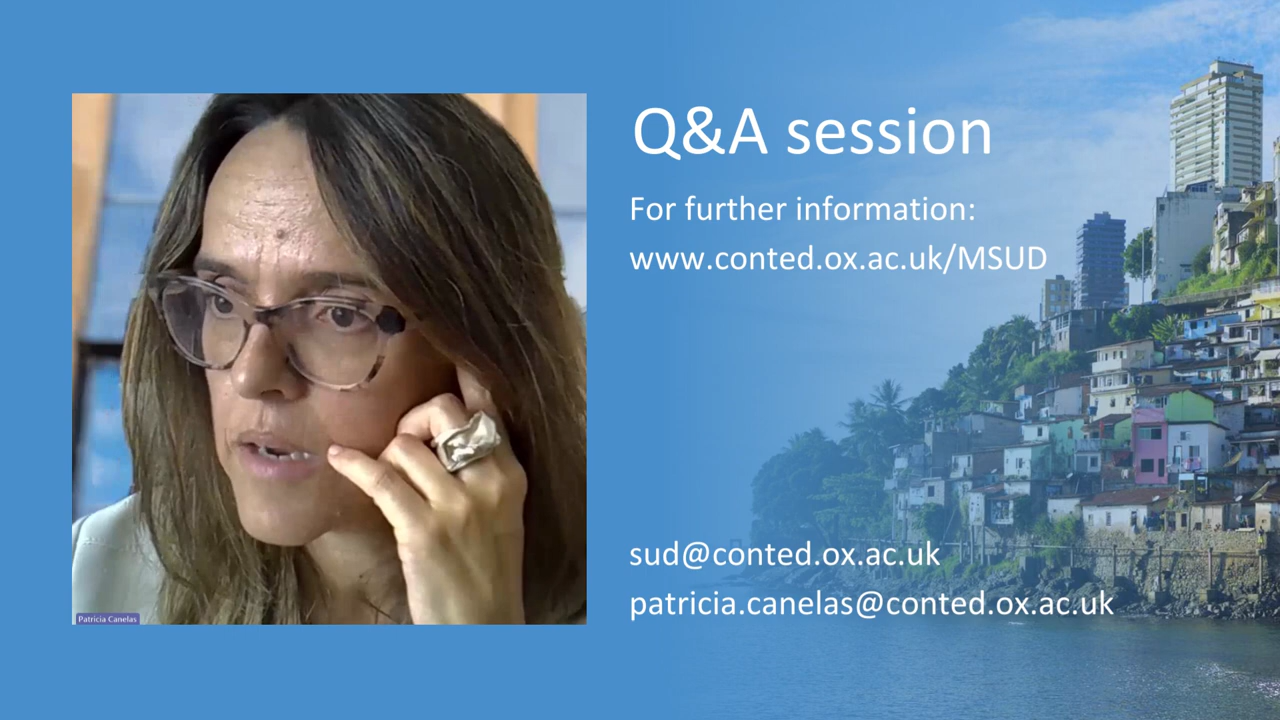 Q&A session
For further information:
www.conted.ox.ac.uk/MSUD
sud@conted.ox.ac.uk
patricia.canelas@conted.ox.ac.uk
Patricia Canelas